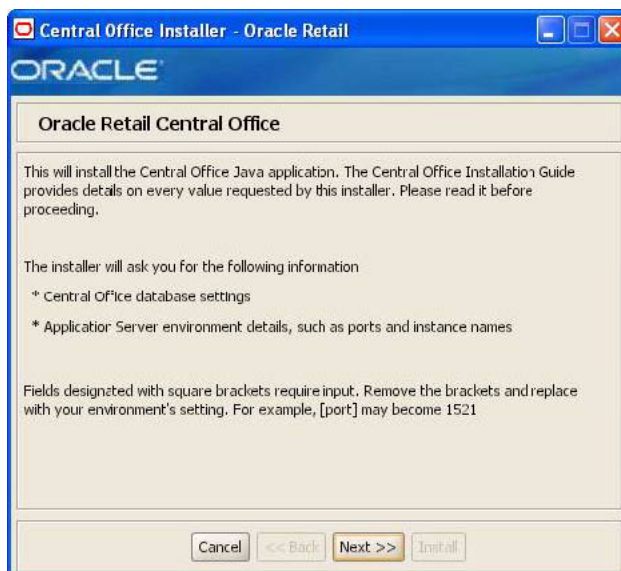 Central Office Installer - Oracle Retail
ORACLE
Oracle Retail Central Office
This will install the Central Office Java application. The Central Office Installation Guide
provides details on every value requested by this installer. Please read it before
proceeding.
The installer will ask you for the following information
* Central Office database settings
* Application Server environment details, such as ports and instance names
Fields designated with square brackets require input. Remove the brackets and replace
with your environment's setting. For example, [port] may become 1521
Cancel << Back Next >> Install